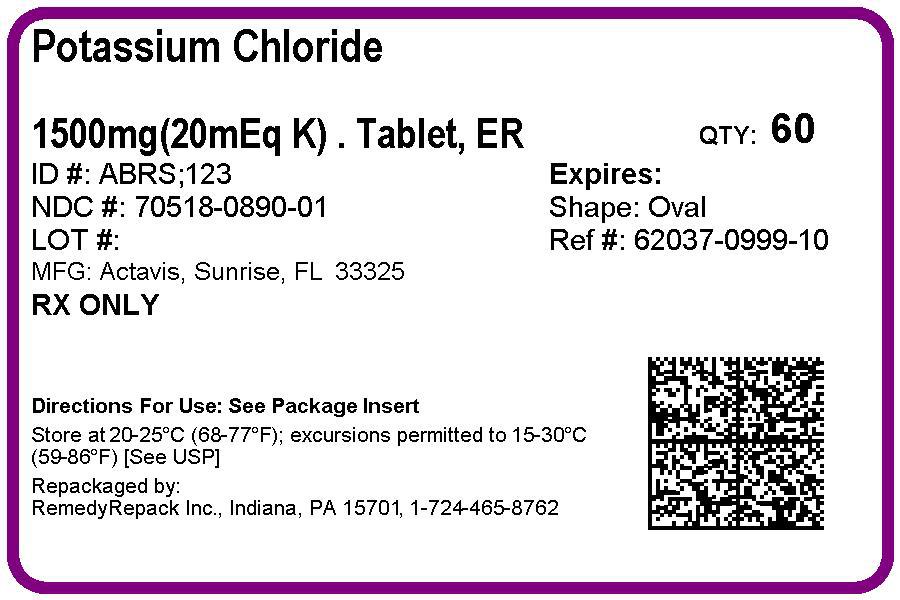 Potassium Chloride
1500mg(20mEq K) . Tablet, ER
QTY: 60
ID #: ABRS;123
Expires:
NDC #: 70518-0890-01
Shape: Oval
LOT #:
Ref #: 62037-0999-10
MFG: Actavis, Sunrise, FL 33325
RX ONLY
Directions For Use: See Package Insert
Store at 20-25°C (68-77°F); excursions permitted to 15-30°C
(59-86°F) [See USP]
Repackaged by:
RemedyRepack Inc., Indiana, PA 15701, 1-724-465-8762